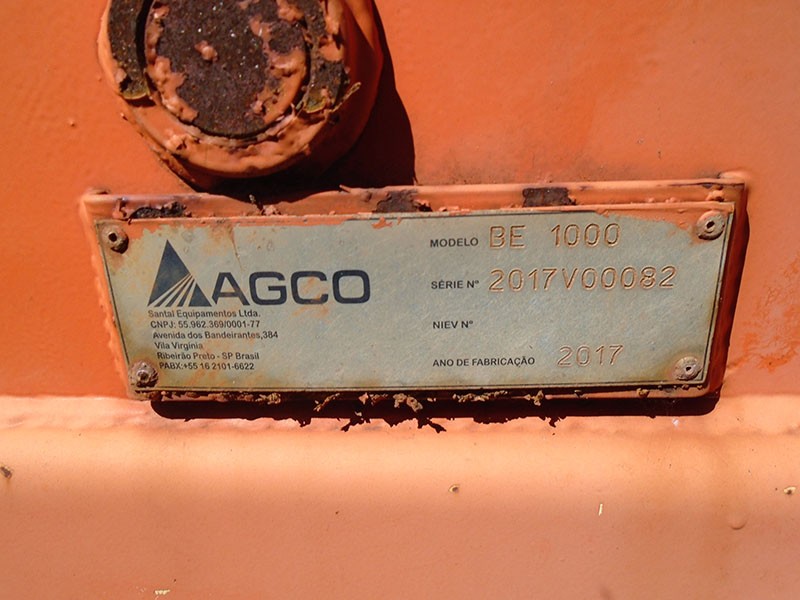 AGCO
Santal Equipamentos Ltda.
CNPJ: 55.962.369/0001-77
Avenida dos Bandeirantes,384
Vila Virginia
Ribeirão Preto - SP Brasil
PABX:+55 16 2101-6622
MODELO BE 1000
SÉRIE Nº 2017V00082
NIEV Nº
ANO DE FABRICAÇÃO 2017